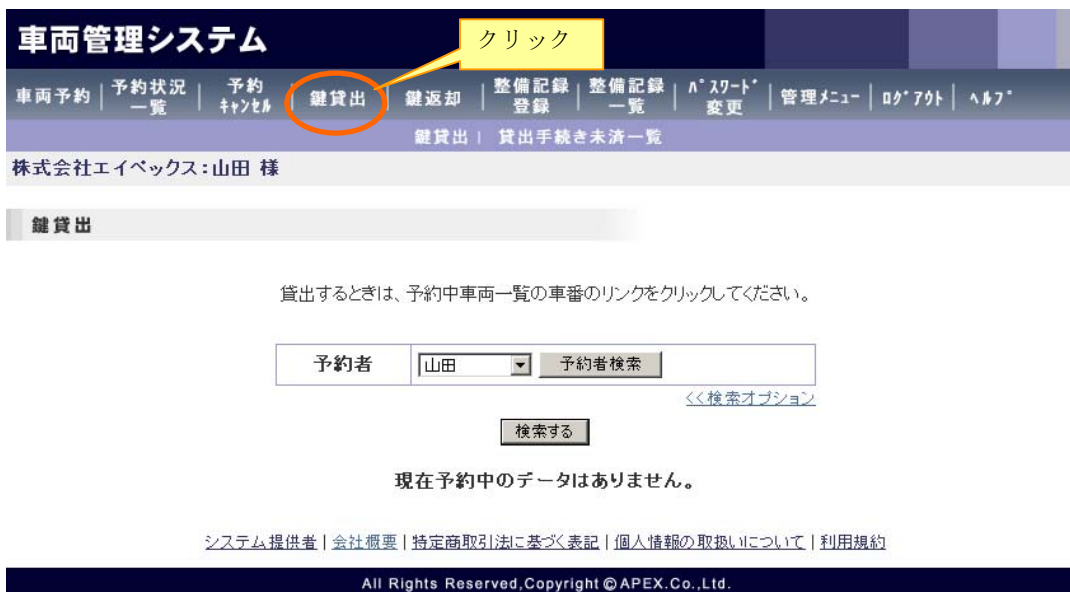 車両管理システム
クリック
車両予約 | 予約状況一覧 | 予約ｷｬﾝｾﾙ | 鍵貸出 | 鍵返却 | 整備記録登録 | 整備記録一覧 | ﾊﾟｽﾜｰﾄﾞ変更 | 管理ﾒﾆｭｰ | ﾛｸﾞｱｳﾄ | ﾍﾙﾌﾟ
鍵貸出 | 貸出手続き未済一覧
株式会社エイペックス：山田 様
鍵貸出
貸出するときは、予約中車両一覧の車番のリンクをクリックしてください。
予約者 山田 予約者検索
<<検索オプション
検索する
現在予約中のデータはありません。
システム提供者 | 会社概要 | 特定商取引法に基づく表記 | 個人情報の取扱いについて | 利用規約
All Rights Reserved,Copyright©APEX.Co.,Ltd.